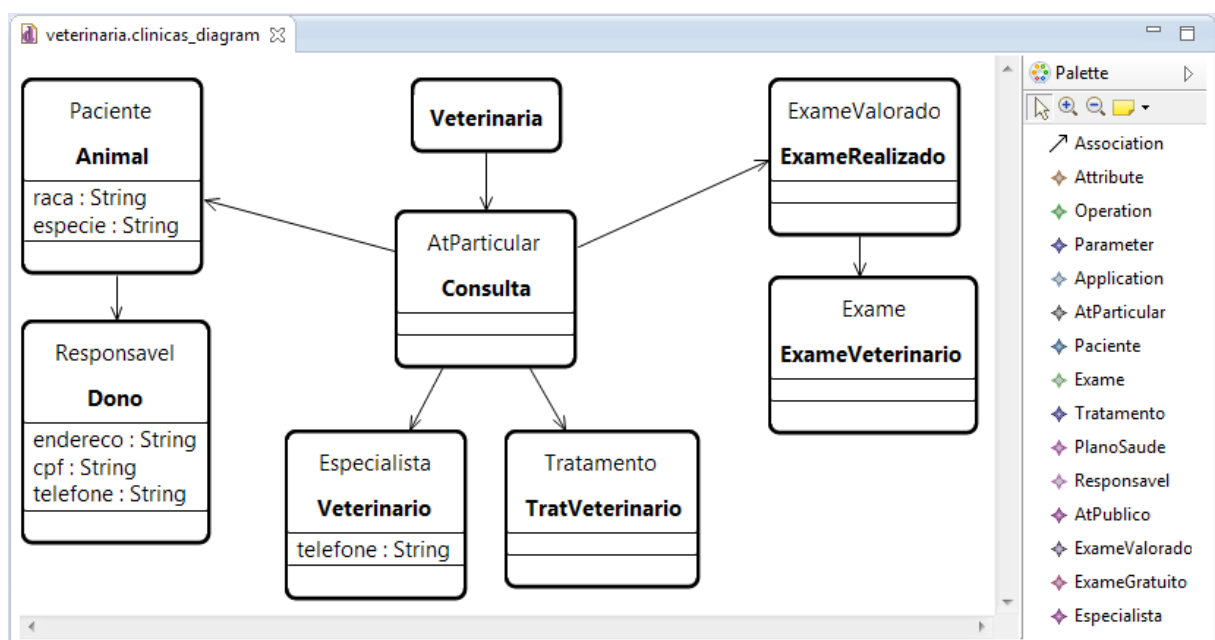 veterinaria.clinicas_diagram
Paciente
Animal
raca : String
especie : String
Veterinaria
ExameValorado
ExameRealizado
AtParticular
Consulta
Exame
ExameVeterinario
Responsavel
Dono
endereco : String
cpf : String
telefone : String
Especialista
Veterinario
telefone : String
Tratamento
TratVeterinario
Palette
Association
Attribute
Operation
Parameter
Application
AtParticular
Paciente
Exame
Tratamento
PlanoSaude
Responsavel
AtPublico
ExameValorado
ExameGratuito
Especialista